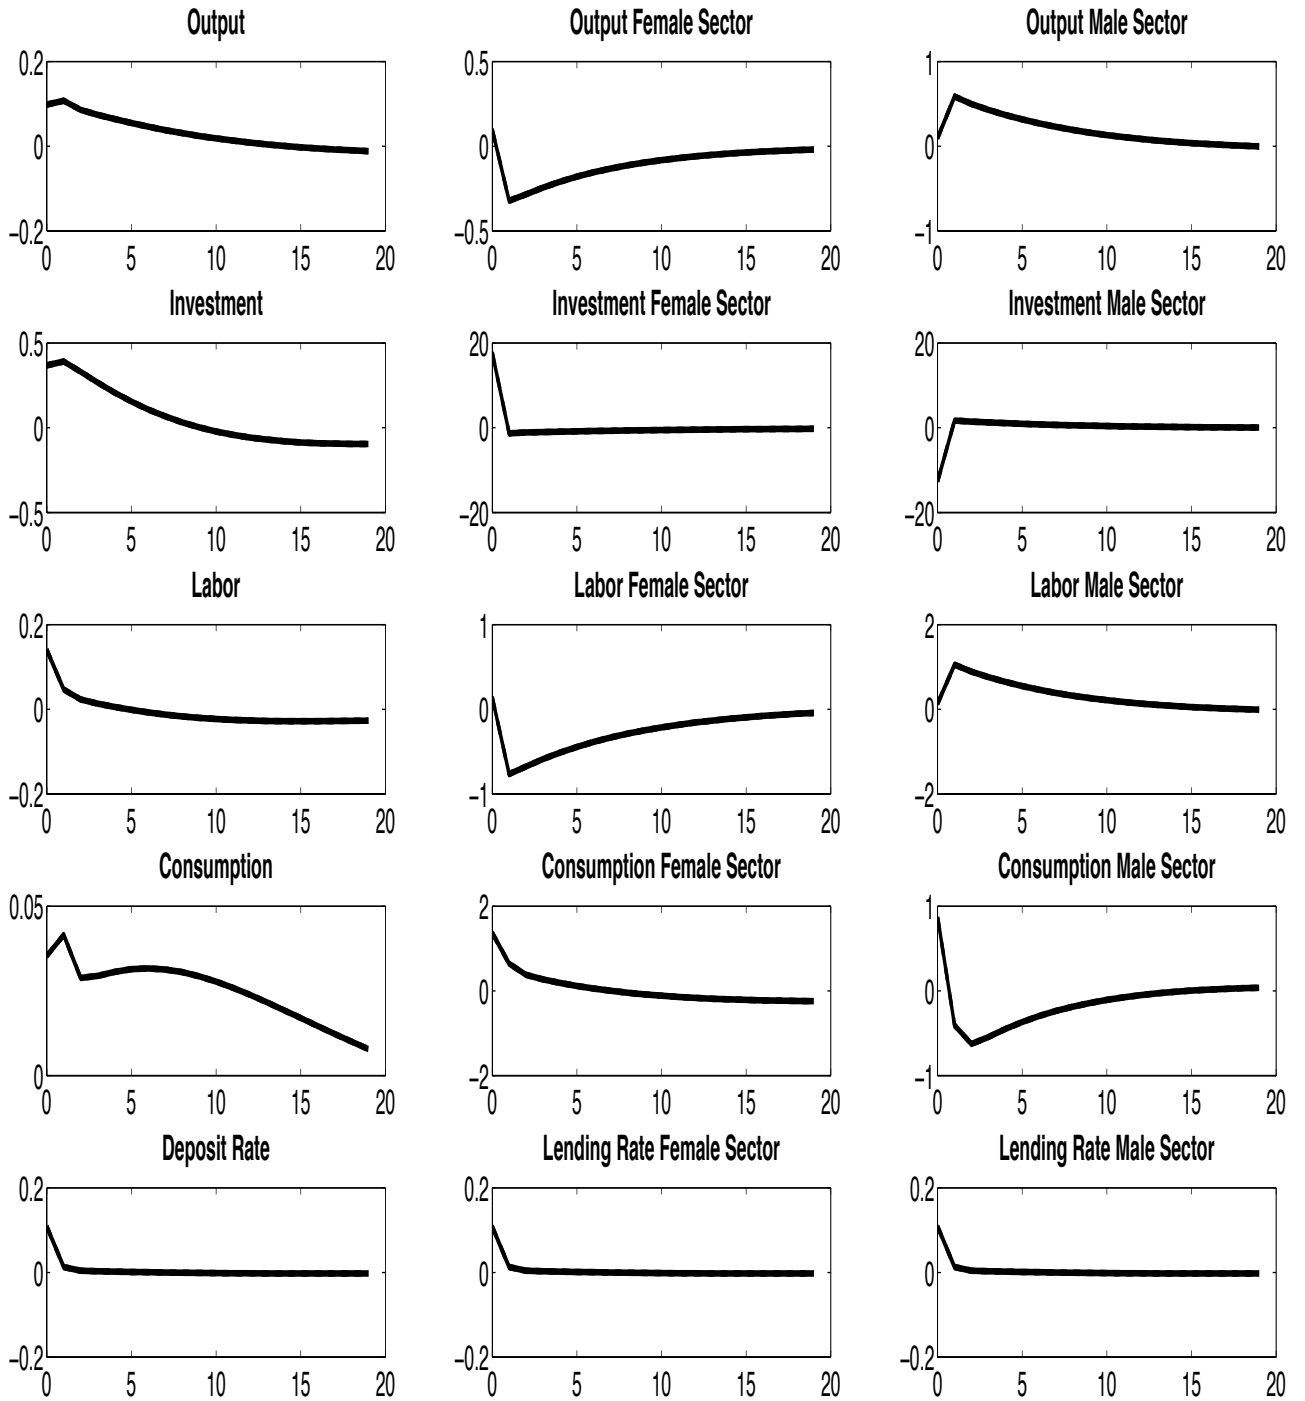 Output Output Female Sector Output Male Sector
0.2 0.5 1
0 0 0
−0.2 −0.5 −1
0 5 10 15 20 0 5 10 15 20 0 5 10 15 20
Investment Investment Female Sector Investment Male Sector
0.5 20 20
0 0 0
−0.5 −20 −20
0 5 10 15 20 0 5 10 15 20 0 5 10 15 20
Labor Labor Female Sector Labor Male Sector
0.2 1 2
0 0 0
−0.2 −1 −2
0 5 10 15 20 0 5 10 15 20 0 5 10 15 20
Consumption Consumption Female Sector Consumption Male Sector
0.05 2 1
0 0
0 −2 −1
0 5 10 15 20 0 5 10 15 20 0 5 10 15 20
Deposit Rate Lending Rate Female Sector Lending Rate Male Sector
0.2 0.2 0.2
0 0 0
−0.2 −0.2 −0.2
0 5 10 15 20 0 5 10 15 20 0 5 10 15 20